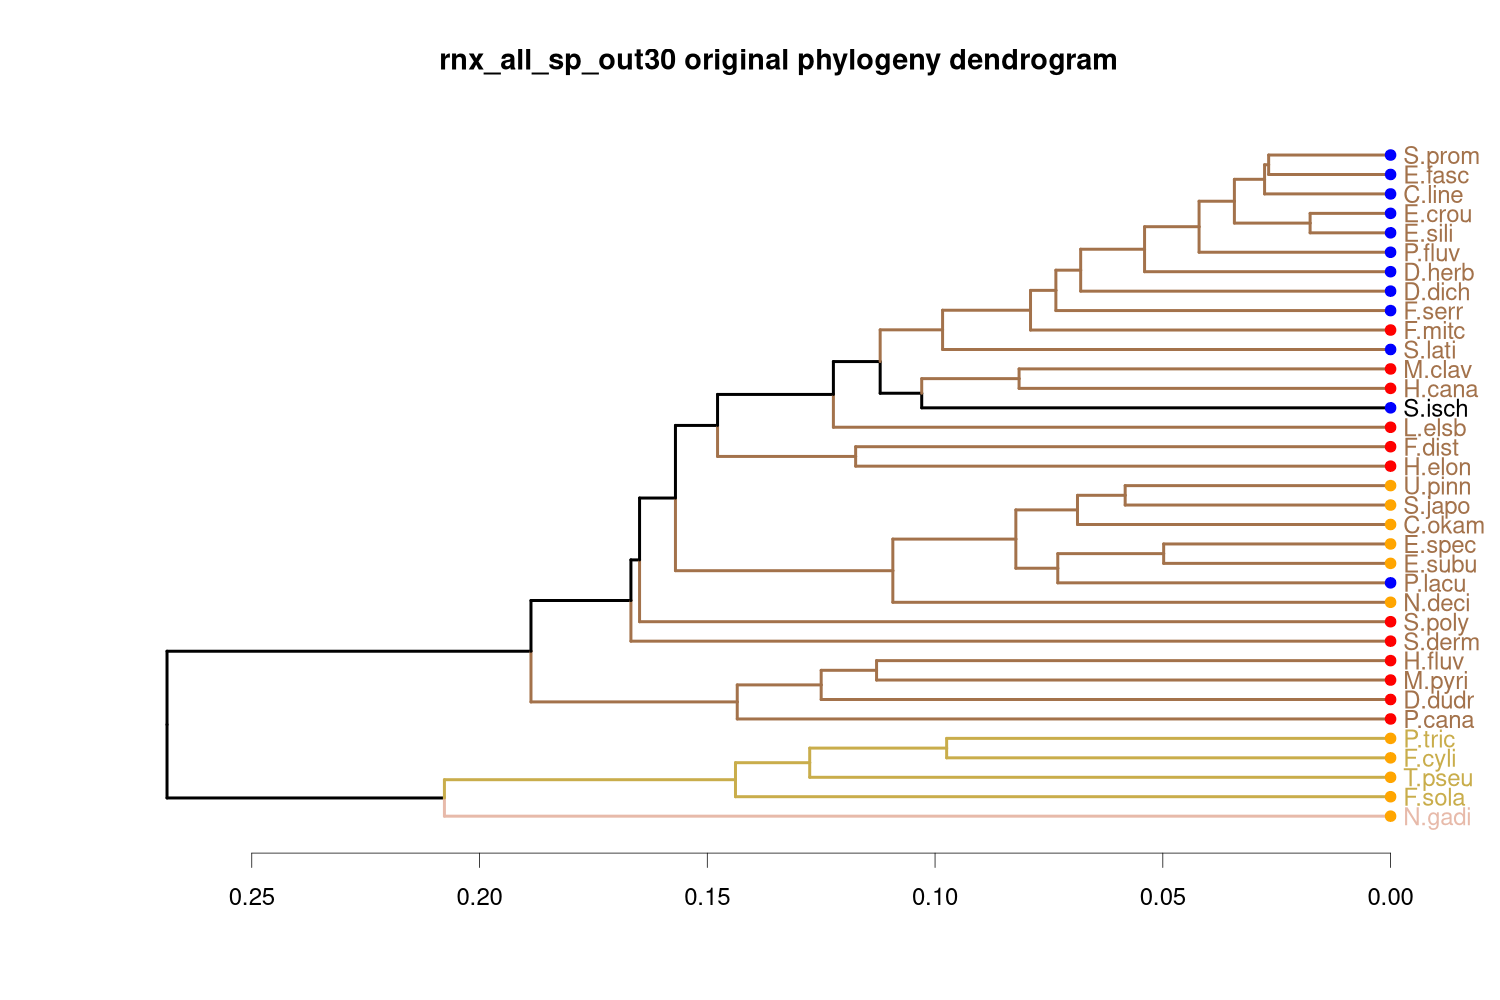 rnx_all_sp_out30 original phylogeny dendrogram
S.prom
E.fasc
C.line
E.crou
E.sili
P.fluv
D.herb
D.dich
F.serr
F.mitc
S.lati
M.clav
H.cana
S.isch
L.elsb
F.dist
H.elon
U.pinn
S.japo
C.okam
E.spec
E.subu
P.lacu
N.deci
S.poly
S.derm
H.fluv
M.pyri
D.dudr
P.cana
P.tric
F.cyli
T.pseu
F.sola
N.gadi
0.25 0.20 0.15 0.10 0.05 0.00